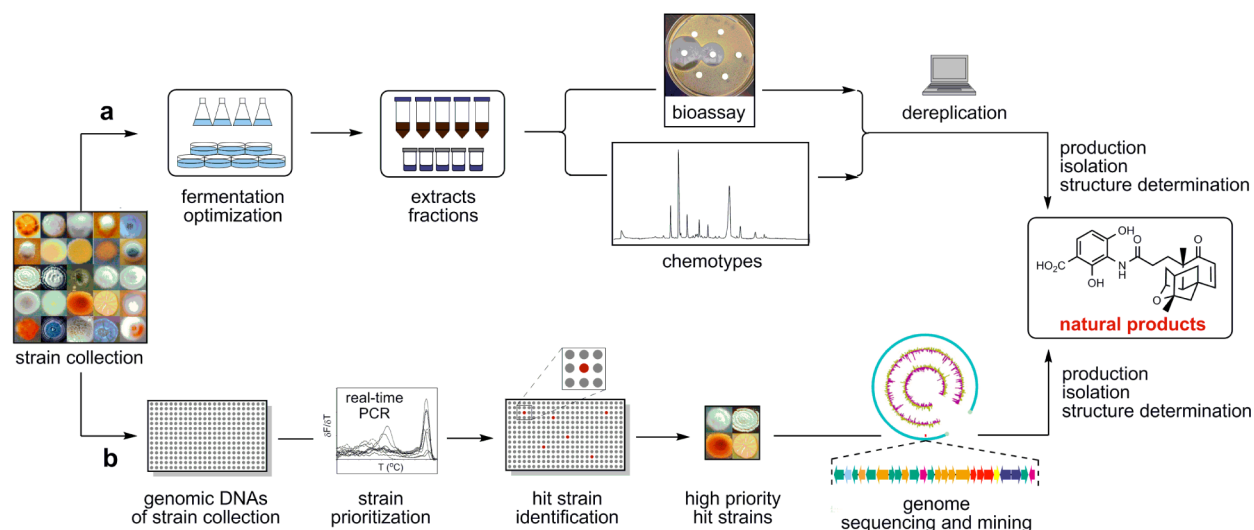 a
fermentation
optimization
extracts
fractions
bioassay
chemotypes
dereplication
production
isolation
structure determination
OH
O
O
HO₂C
N
H
OH
O
natural products
strain collection
b
genomic DNAs
of strain collection
real-time
PCR
δF/δT
T (°C)
strain
prioritization
hit strain
identification
high priority
hit strains
genome
sequencing and mining
production
isolation
structure determination